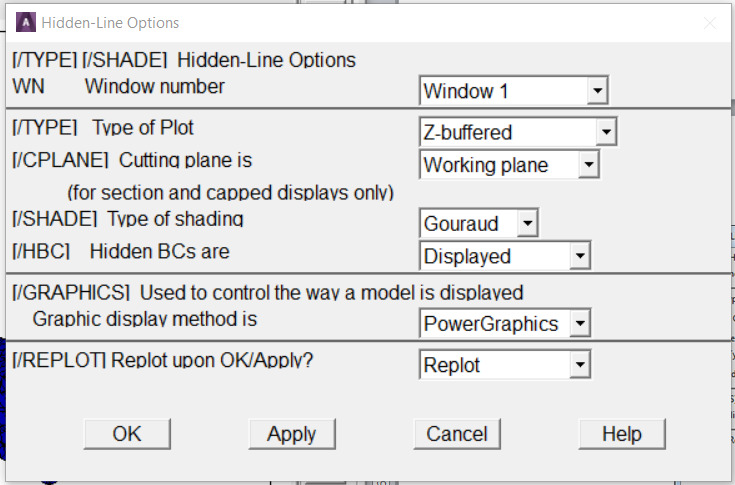 Hidden-Line Options
[/TYPE] [/SHADE] Hidden-Line Options
WN Window number Window 1
[/TYPE] Type of Plot Z-buffered
[/CPLANE] Cutting plane is Working plane
(for section and capped displays only)
[/SHADE] Type of shading Gouraud
[/HBC] Hidden BCs are Displayed
[/GRAPHICS] Used to control the way a model is displayed
Graphic display method is PowerGraphics
[/REPLOT] Replot upon OK/Apply? Replot
OK Apply Cancel Help